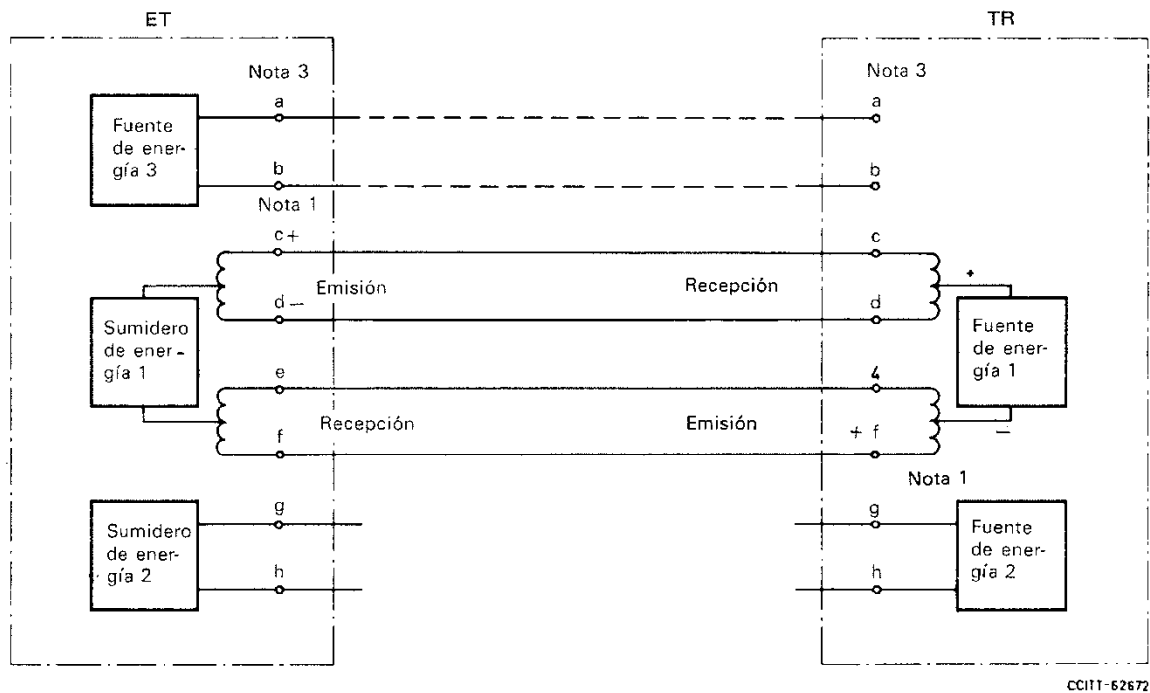 ET
TR
Nota 3
Nota 3
a
a
Fuente
de ener-
gía 3
b
b
Nota 1
c +
c
+
Emisión
Recepción
d -
d
Sumidero
de ener-
gía 1
Fuente
de ener-
gía 1
e
4
Recepción
Emisión
f
+ f
-
Nota 1
g
g
Sumidero
de ener-
gía 2
Fuente
de ener-
gía 2
h
h
CCITT-62672